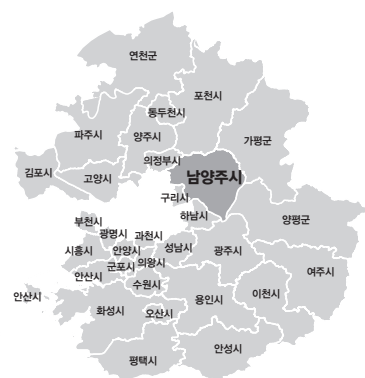 연천군
포천시
동두천시
파주시
양주시
가평군
의정부시
김포시
고양시
남양주시
구리시
하남시
양평군
부천시
광명시
과천시
시흥시
안양시
성남시
광주시
군포시
의왕시
여주시
안산시
수원시
안산시
용인시
이천시
화성시
오산시
평택시
안성시